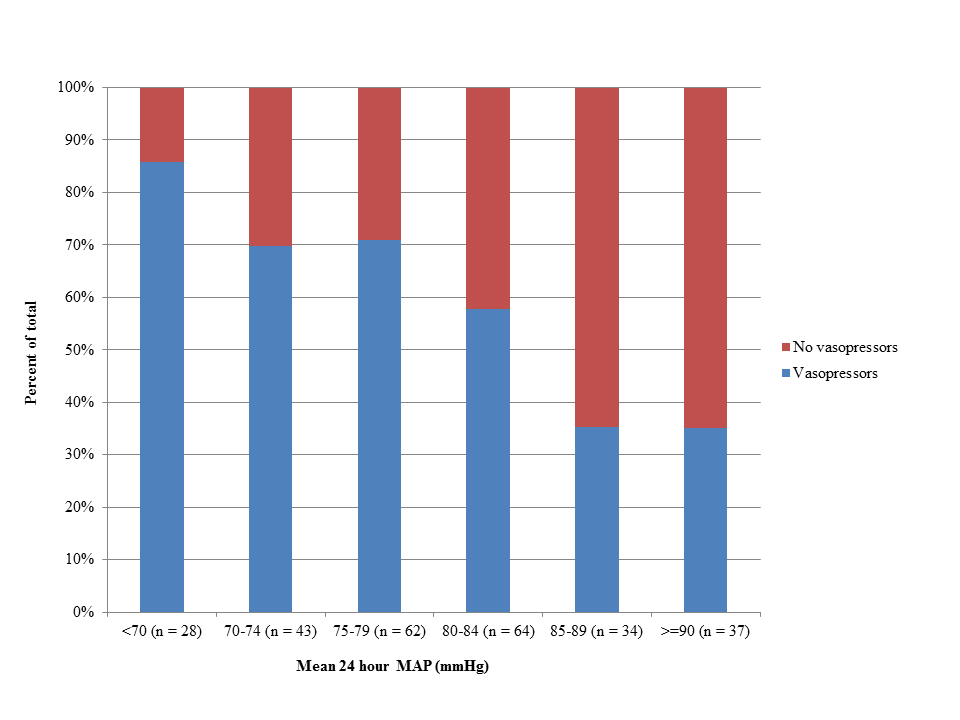 100%
90%
80%
70%
60%
50%
40%
30%
20%
10%
0%
Percent of total
<70 (n = 28) 70-74 (n = 43) 75-79 (n = 62) 80-84 (n = 64) 85-89 (n = 34) >=90 (n = 37)
Mean 24 hour MAP (mmHg)
No vasopressors
Vasopressors